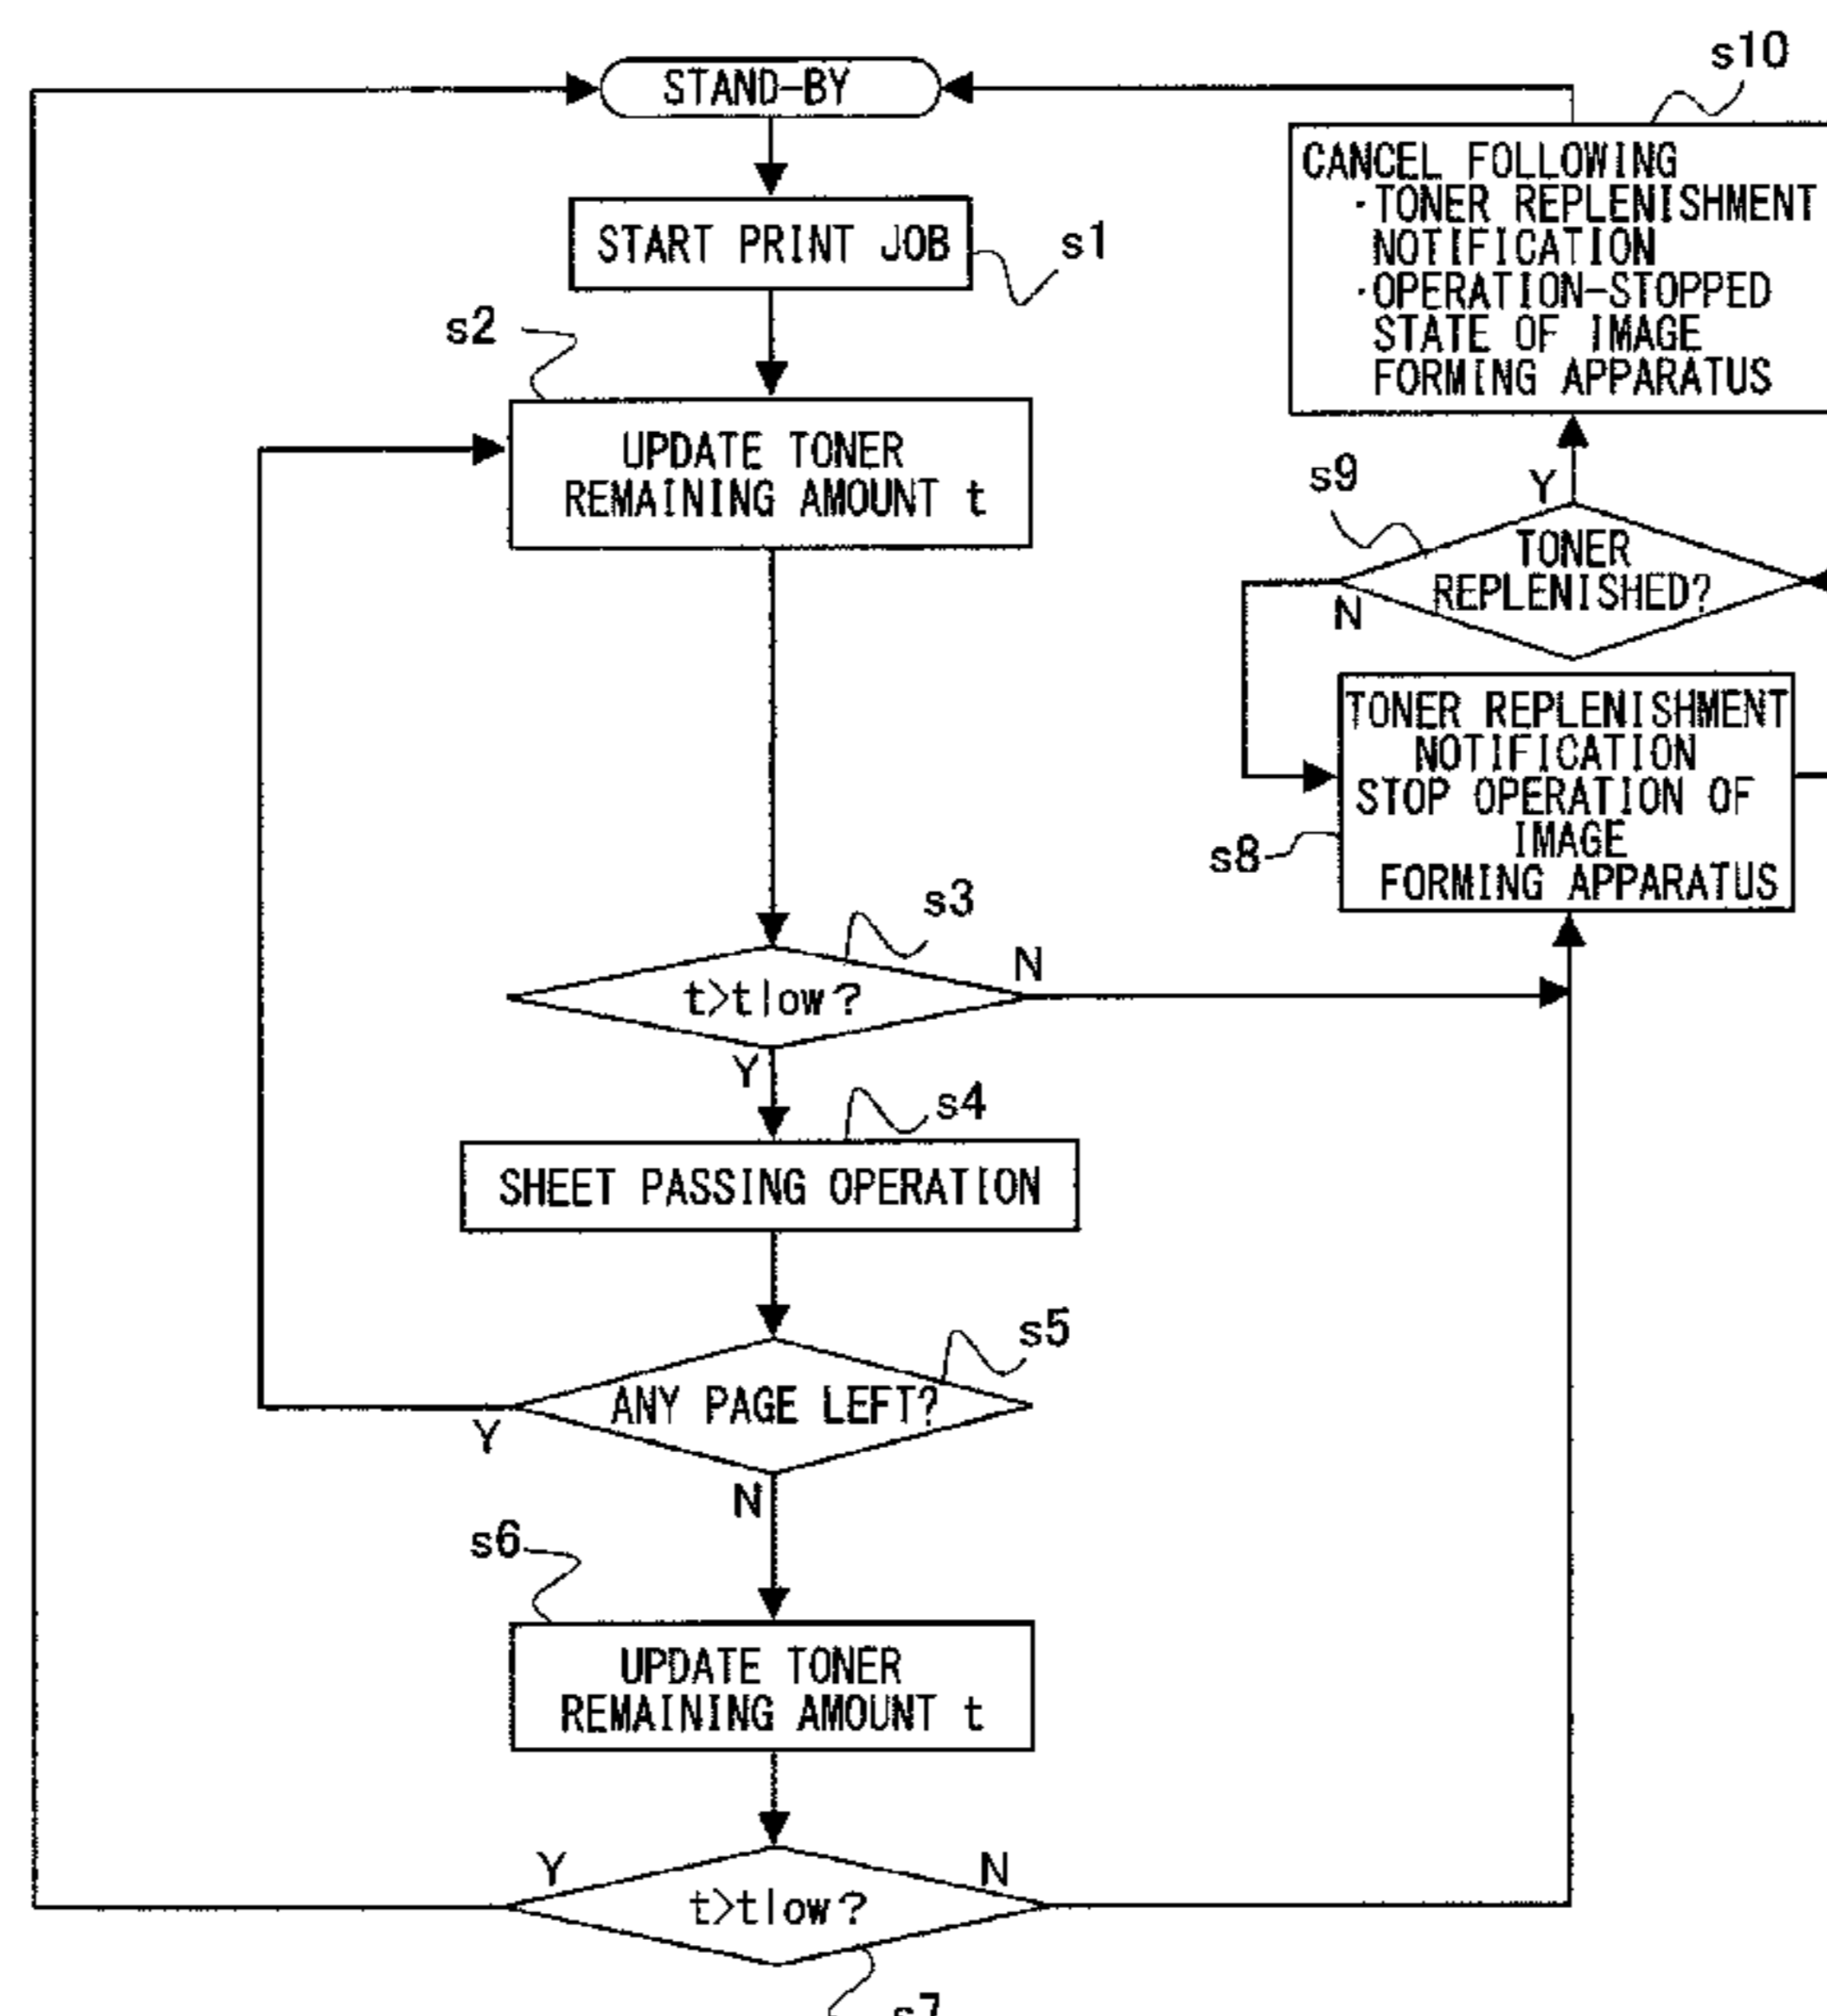 STAND-BY
START PRINT JOB
s1
s2
UPDATE TONER
REMAINING AMOUNT t
s3
t>tlow?
N
Y
s4
SHEET PASSING OPERATION
s5
ANY PAGE LEFT?
Y
N
s6
UPDATE TONER
REMAINING AMOUNT t
Y
N
t>tlow?
s7
s10
CANCEL FOLLOWING
・TONER REPLENISHMENT
NOTIFICATION
・OPERATION-STOPPED
STATE OF IMAGE
FORMING APPARATUS
s9
Y
TONER
REPLENISHED?
N
TONER REPLENISHMENT
NOTIFICATION
STOP OPERATION OF
IMAGE
FORMING APPARATUS
s8